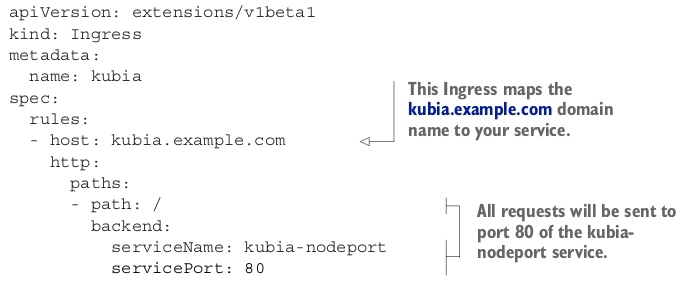 apiVersion: extensions/v1beta1
kind: Ingress
metadata:
  name: kubia
spec:
  rules:
  - host: kubia.example.com
    http:
      paths:
      - path: /
        backend:
          serviceName: kubia-nodeport
          servicePort: 80
This Ingress maps the
kubia.example.com domain
name to your service.
All requests will be sent to
port 80 of the kubia-
nodeport service.